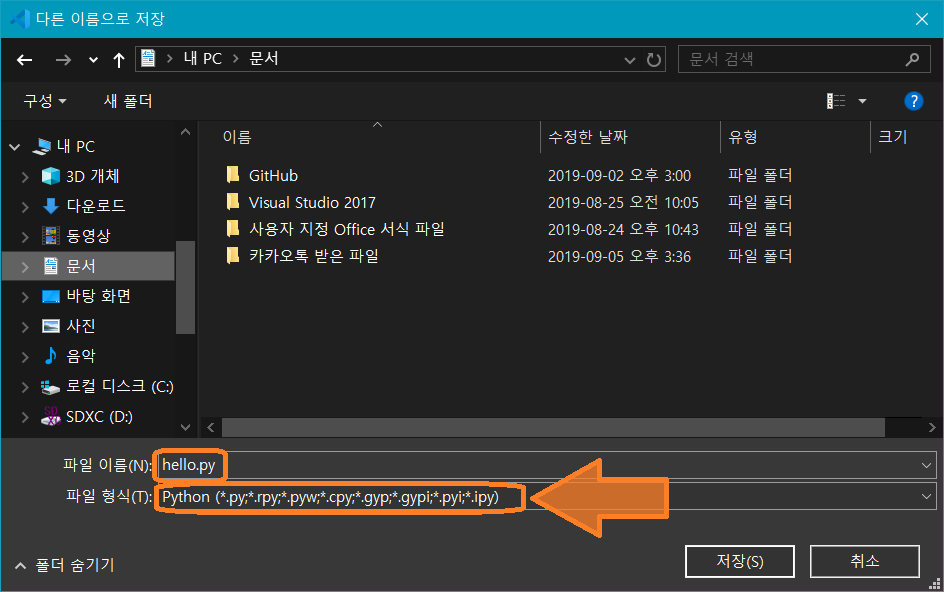 다른 이름으로 저장
내 PC > 문서
문서 검색
구성
새 폴더
?
내 PC
3D 개체
다운로드
동영상
문서
바탕 화면
사진
음악
로컬 디스크 (C:)
SDXC (D:)
이름 수정한 날짜 유형 크기
GitHub 2019-09-02 오후 3:00 파일 폴더
Visual Studio 2017 2019-08-25 오전 10:05 파일 폴더
사용자 지정 Office 서식 파일 2019-08-24 오후 10:43 파일 폴더
카카오톡 받은 파일 2019-09-05 오후 3:36 파일 폴더
파일 이름(N): hello.py
파일 형식(T): Python (*.py;*.rpy;*.pyw;*.cpy;*.gyp;*.gypi;*.pyi;*.ipy)
폴더 숨기기
저장(S)
취소